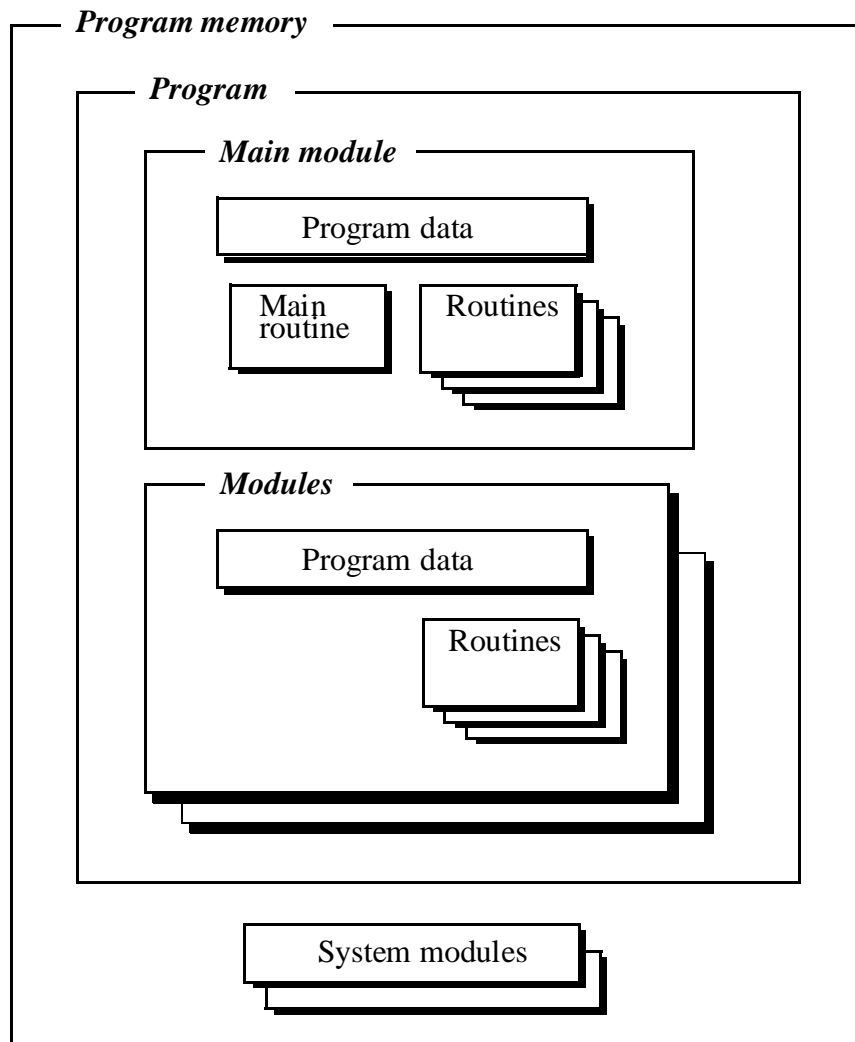 Program memory
Program
Main module
Program data
Main
routine
Routines
Modules
Program data
Routines
System modules